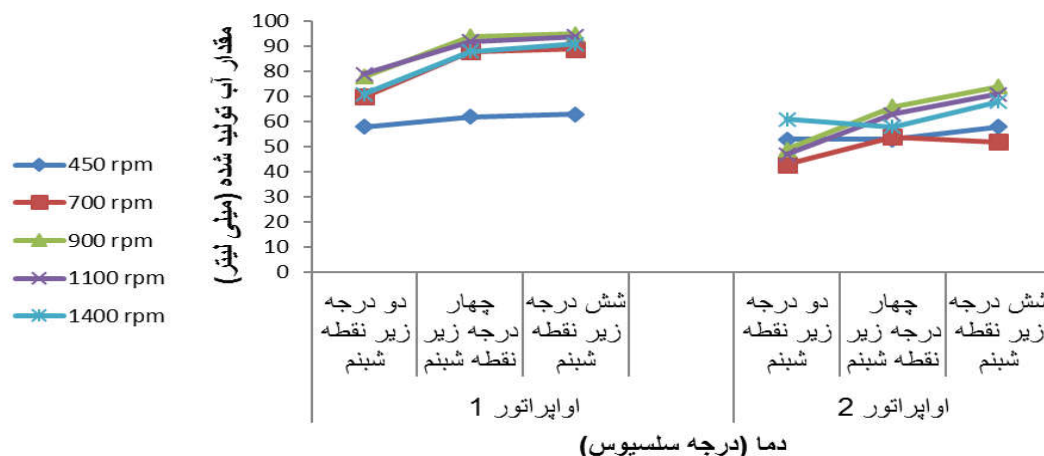 مقدار آب تولید شده (میلی لیتر)
100
90
80
70
60
50
40
30
20
10
0
450 rpm
700 rpm
900 rpm
1100 rpm
1400 rpm
دو درجه
زیر نقطه
شبنم
چهار
درجه زیر
نقطه شبنم
شش درجه
زیر نقطه
شبنم
دو درجه
زیر نقطه
شبنم
چهار
درجه زیر
نقطه شبنم
شش درجه
زیر نقطه
شبنم
اواپراتور 1
اواپراتور 2
دما (درجه سلسیوس)